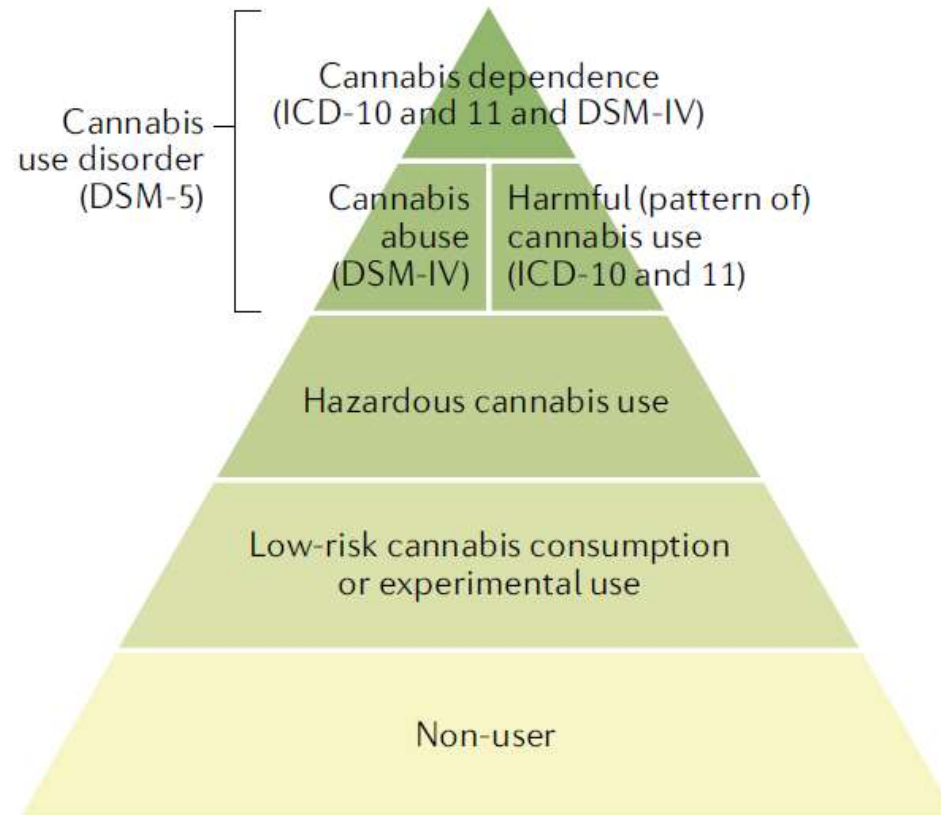 Cannabis dependence
(ICD-10 and 11 and DSM-IV)
Cannabis
use disorder
(DSM-5)
Cannabis
abuse
(DSM-IV)
Harmful (pattern of)
cannabis use
(ICD-10 and 11)
Hazardous cannabis use
Low-risk cannabis consumption
or experimental use
Non-user